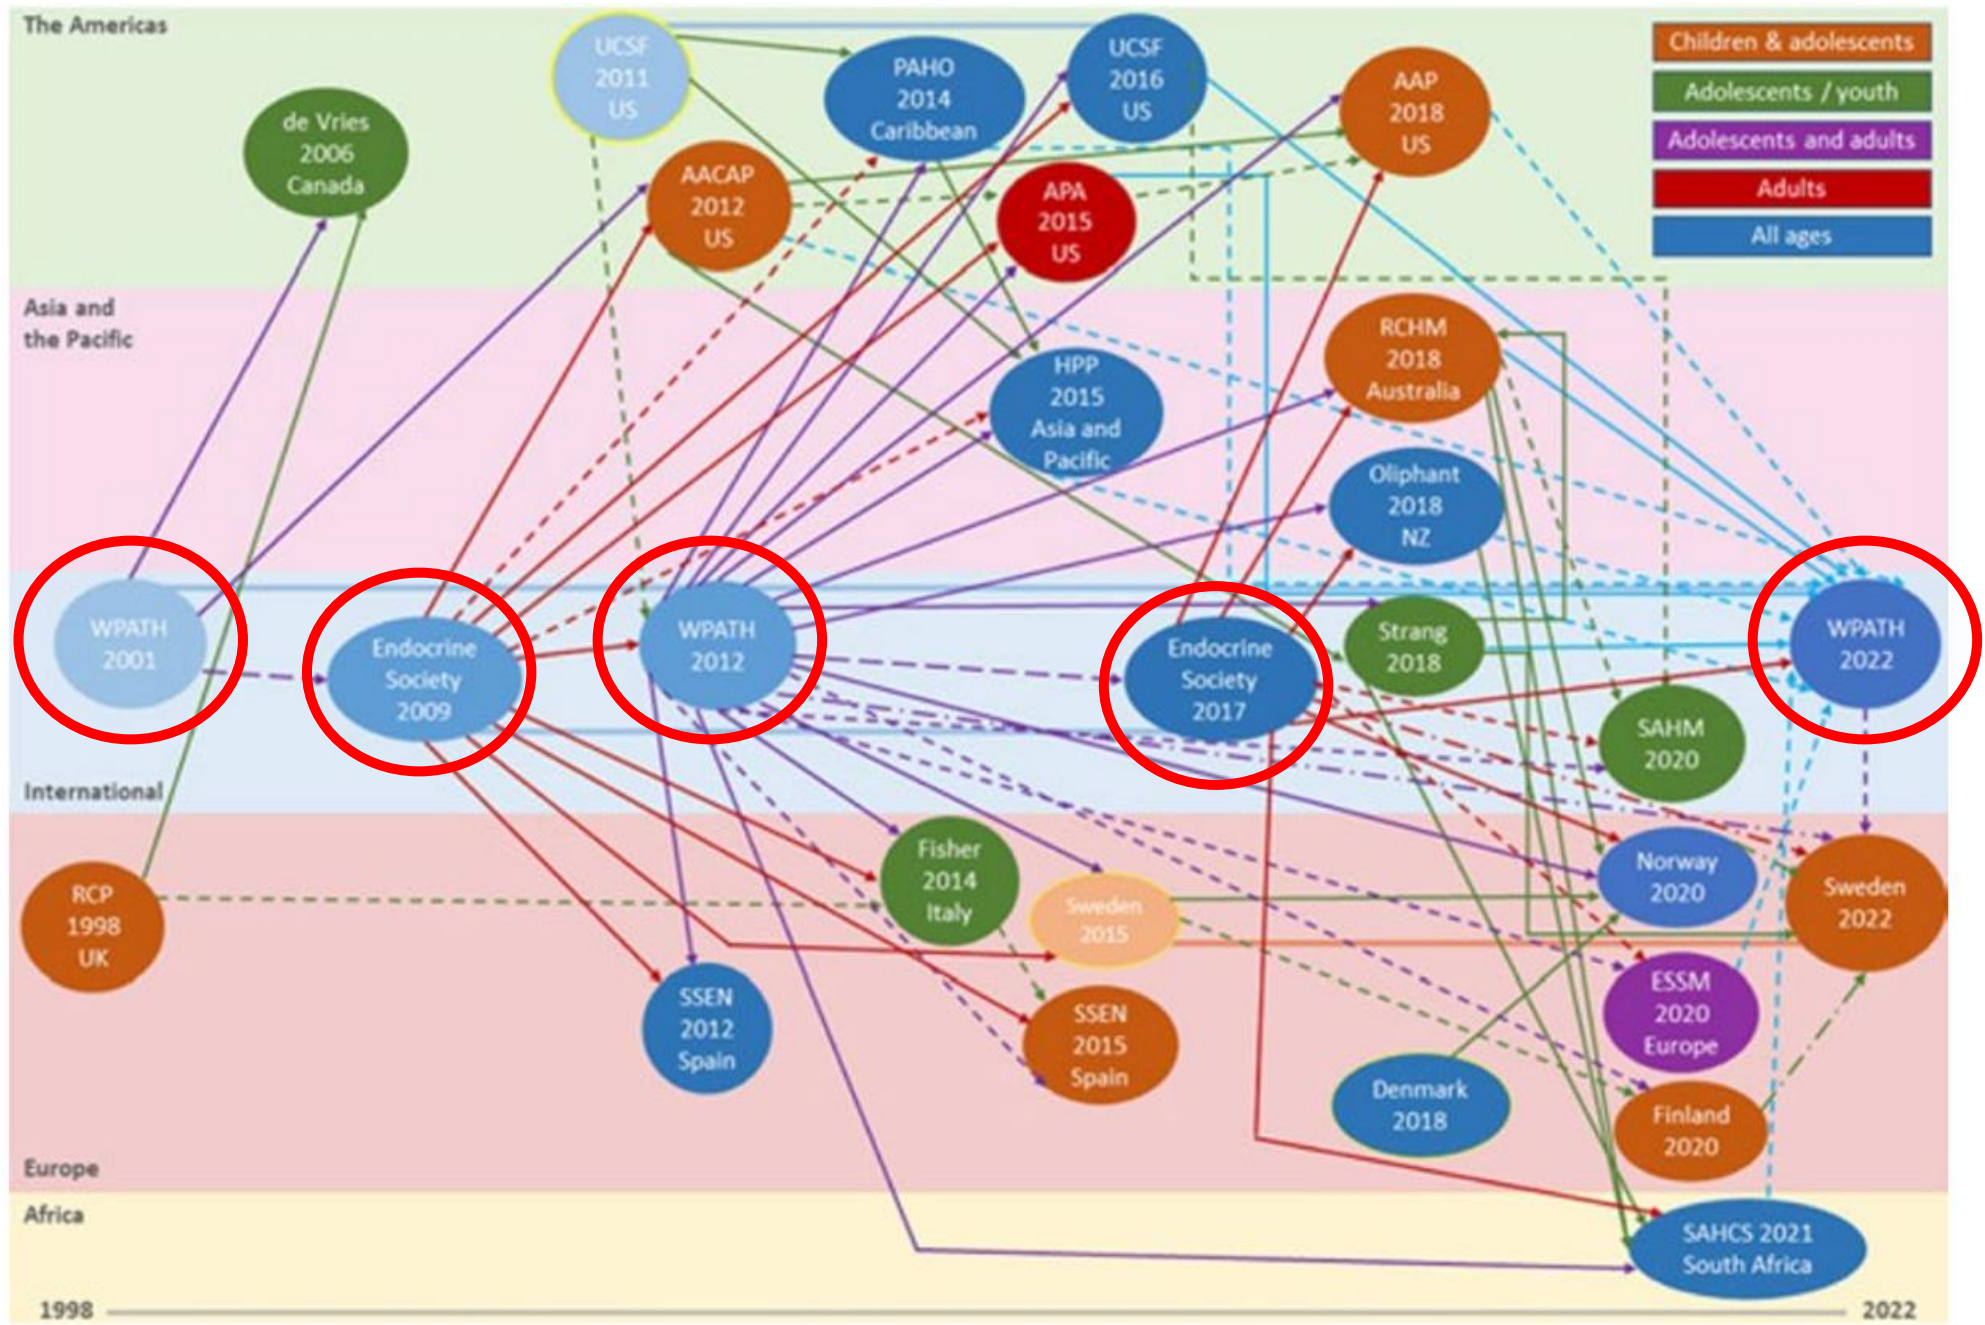 The Americas
UCSF
2011
US
PAHO
2014
Caribbean
UCSF
2016
US
AAP
2018
US
Children & adolescents
Adolescents / youth
Adolescents and adults
Adults
All ages
de Vries
2006
Canada
AACAP
2012
US
APA
2015
US
Asia and
the Pacific
RCHM
2018
Australia
HPP
2015
Asia and
Pacific
Oliphant
2018
NZ
WPATH
2001
Endocrine
Society
2009
WPATH
2012
Endocrine
Society
2017
Strang
2018
WPATH
2022
SAHM
2020
International
RCP
1998
UK
Fisher
2014
Italy
Sweden
2015
Norway
2020
Sweden
2022
SSEN
2012
Spain
SSEN
2015
Spain
ESSM
2020
Europe
Denmark
2018
Finland
2020
Europe
Africa
SAHCS 2021
South Africa
1998
2022